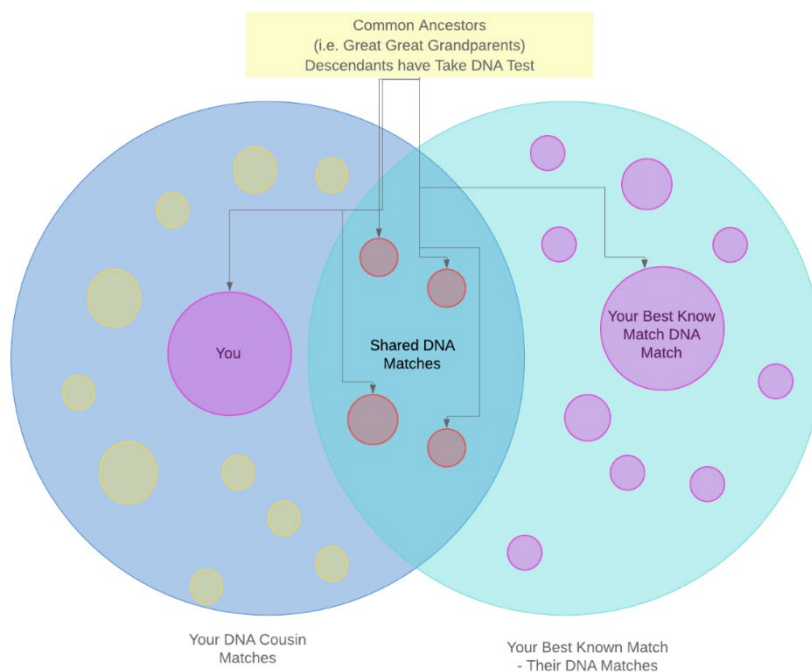 Common Ancestors
(i.e. Great Great Grandparents)
Descendants have Take DNA Test
You
Shared DNA
Matches
Your Best Know
Match DNA
Match
Your DNA Cousin
Matches
Your Best Known Match
- Their DNA Matches